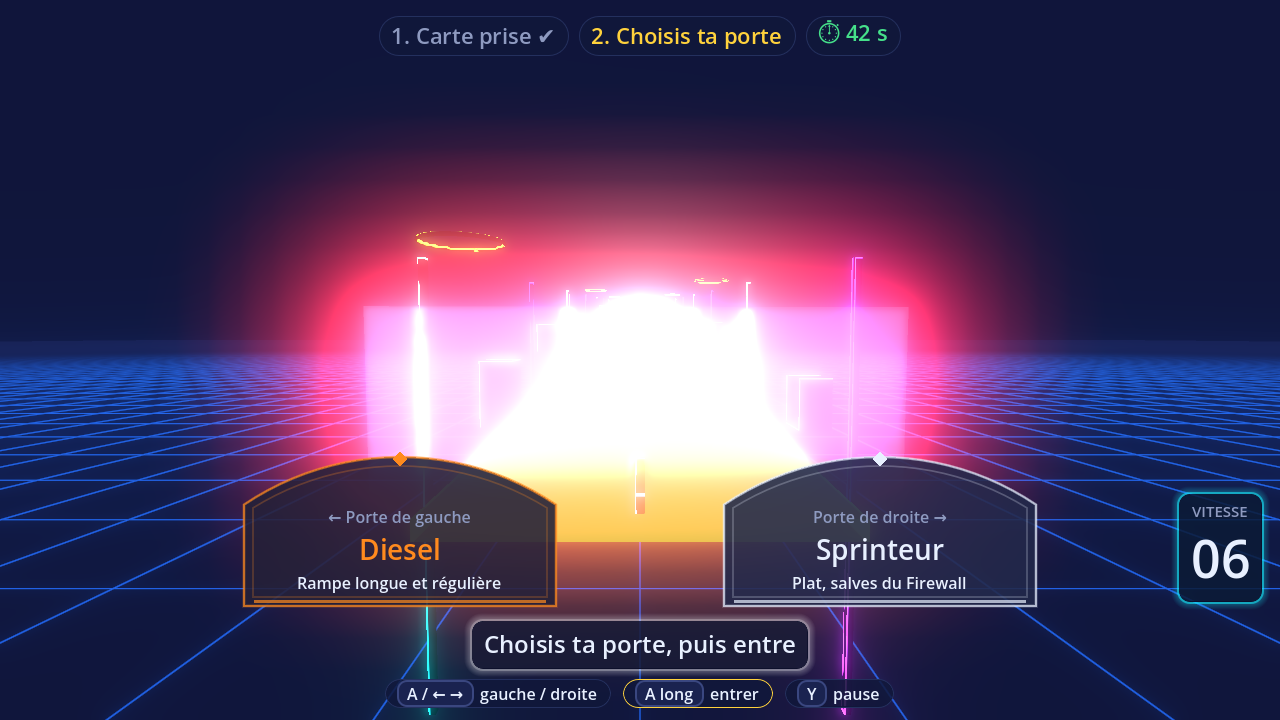 1. Carte prise ✔
2. Choisis ta porte
⏱ 42 s
← Porte de gauche
Diesel
Rampe longue et régulière
Porte de droite →
Sprinteur
Plat, salves du Firewall
VITESSE
06
Choisis ta porte, puis entre
A / ← → gauche / droite
A long entrer
Y pause